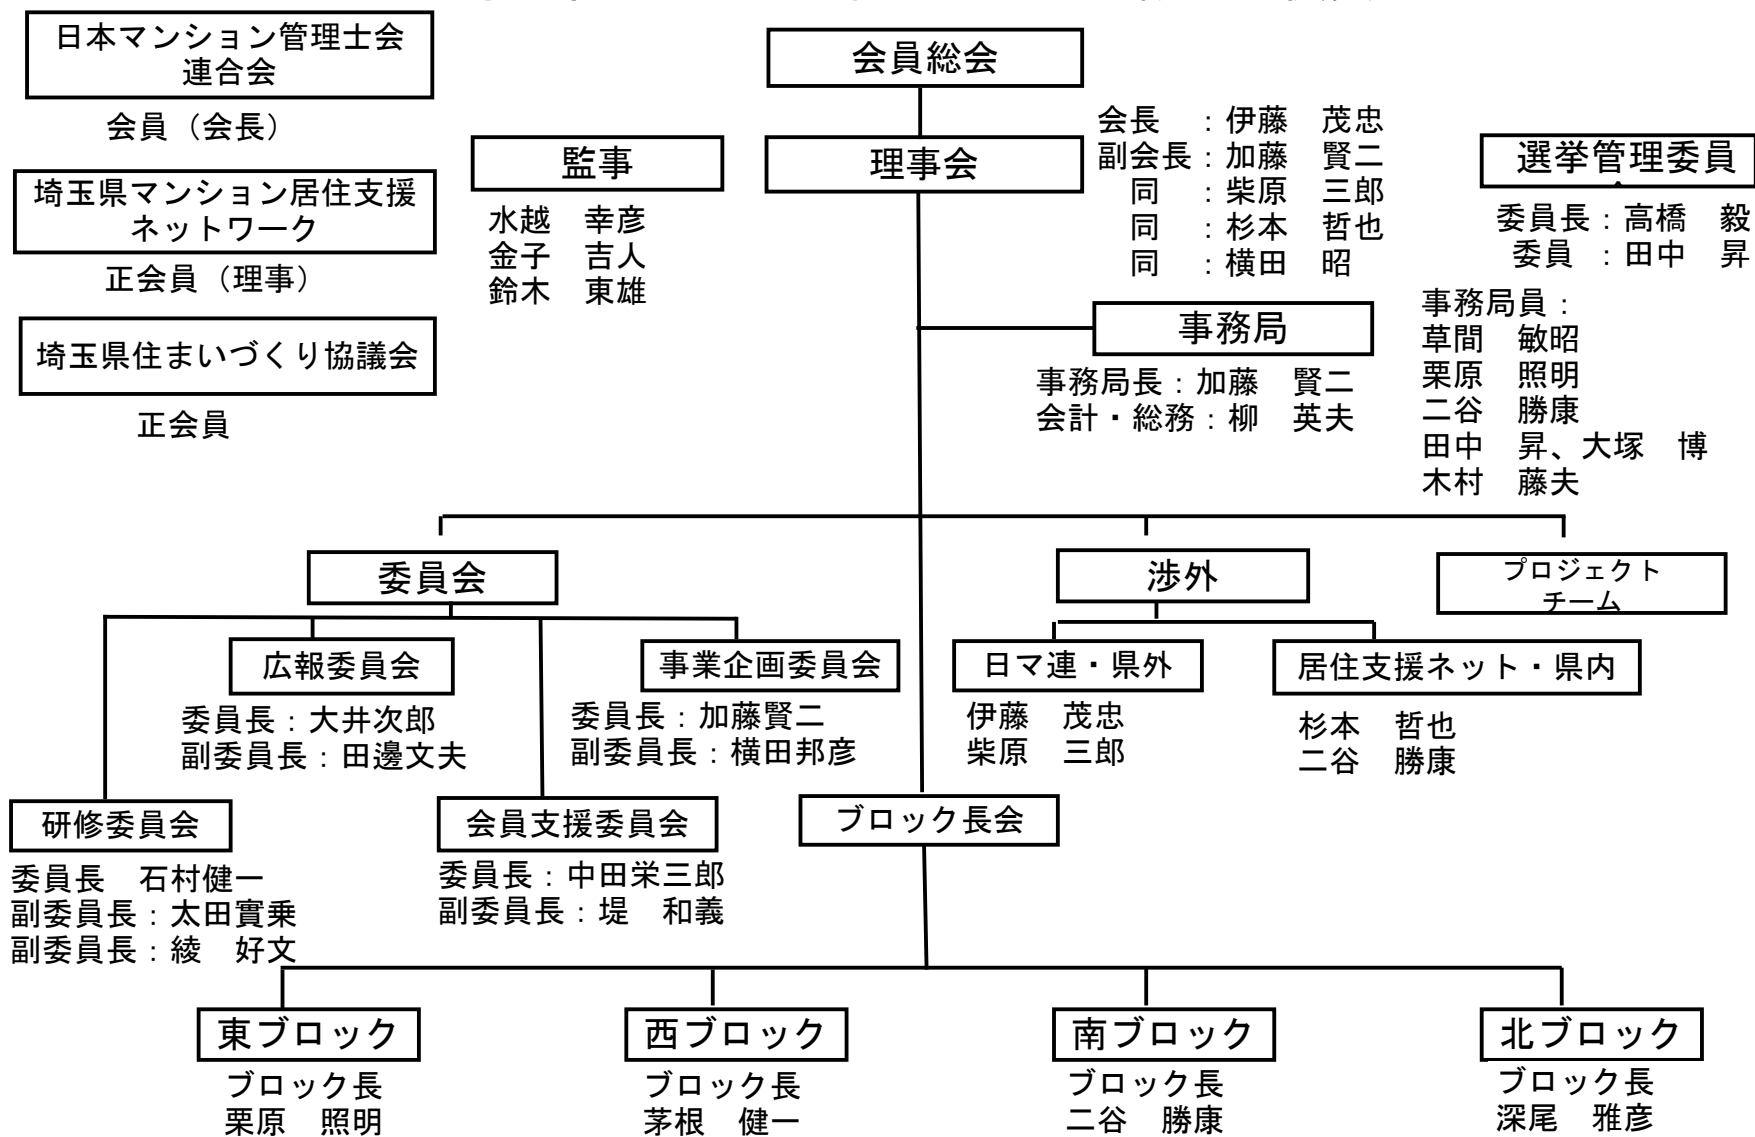 日本マンション管理士会
連合会
会員（会長）
埼玉県マンション居住支援
ネットワーク
正会員（理事）
埼玉県住まいづくり協議会
正会員
会員総会
監事
水越　幸彦
金子　吉人
鈴木　東雄
理事会
会長　：伊藤　茂忠
副会長：加藤　賢二
同　：柴原　三郎
同　：杉本　哲也
同　：横田　昭
選挙管理委員
委員長：高橋　毅
委員　：田中　昇
事務局
事務局長：加藤　賢二
会計・総務：柳　英夫
事務局員：
草間　敏昭
栗原　照明
二谷　勝康
田中　昇、大塚　博
木村　藤夫
委員会
渉外
プロジェクト
チーム
広報委員会
委員長：大井次郎
副委員長：田邊文夫
事業企画委員会
委員長：加藤賢二
副委員長：横田邦彦
日マ連・県外
伊藤　茂忠
柴原　三郎
居住支援ネット・県内
杉本　哲也
二谷　勝康
研修委員会
委員長　石村健一
副委員長：太田實乗
副委員長：綾　好文
会員支援委員会
委員長：中田栄三郎
副委員長：堤　和義
ブロック長会
東ブロック
ブロック長
栗原　照明
西ブロック
ブロック長
茅根　健一
南ブロック
ブロック長
二谷　勝康
北ブロック
ブロック長
深尾　雅彦